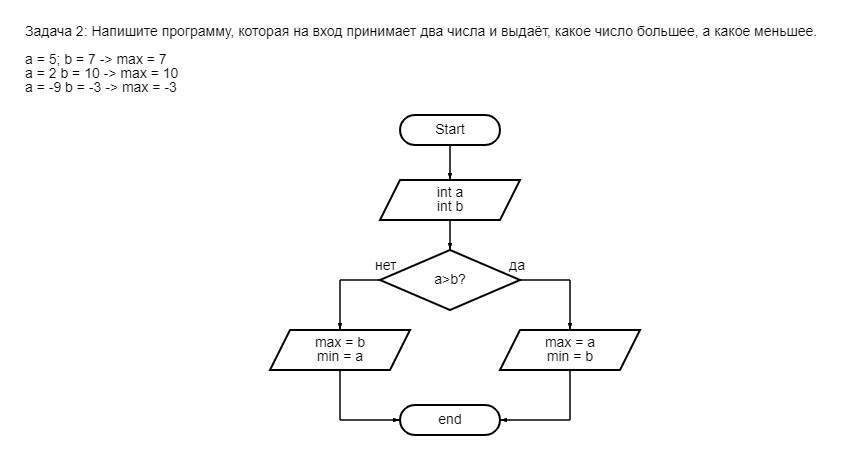 Задача 2: Напишите программу, которая на вход принимает два числа и выдаёт, какое число большее, а какое меньшее.
a = 5; b = 7 -> max = 7
a = 2 b = 10 -> max = 10
a = -9 b = -3 -> max = -3
Start
int a
int b
нет
да
a>b?
max = b
min = a
max = a
min = b
end